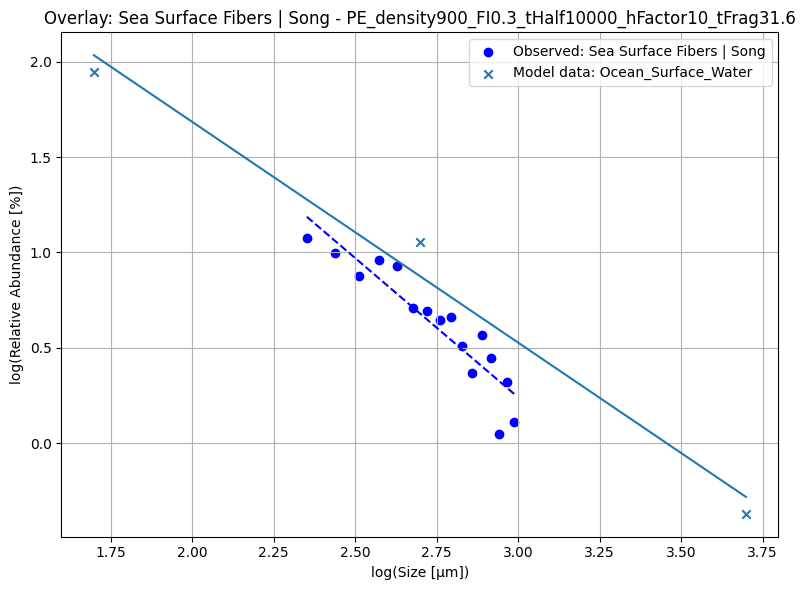 Overlay: Sea Surface Fibers | Song - PE_density900_FI0.3_tHalf10000_hFactor10_tFrag31.6
Observed: Sea Surface Fibers | Song
Model data: Ocean_Surface_Water
log(Relative Abundance [%])
2.0
1.5
1.0
0.5
0.0
1.75 2.00 2.25 2.50 2.75 3.00 3.25 3.50 3.75
log(Size [μm])